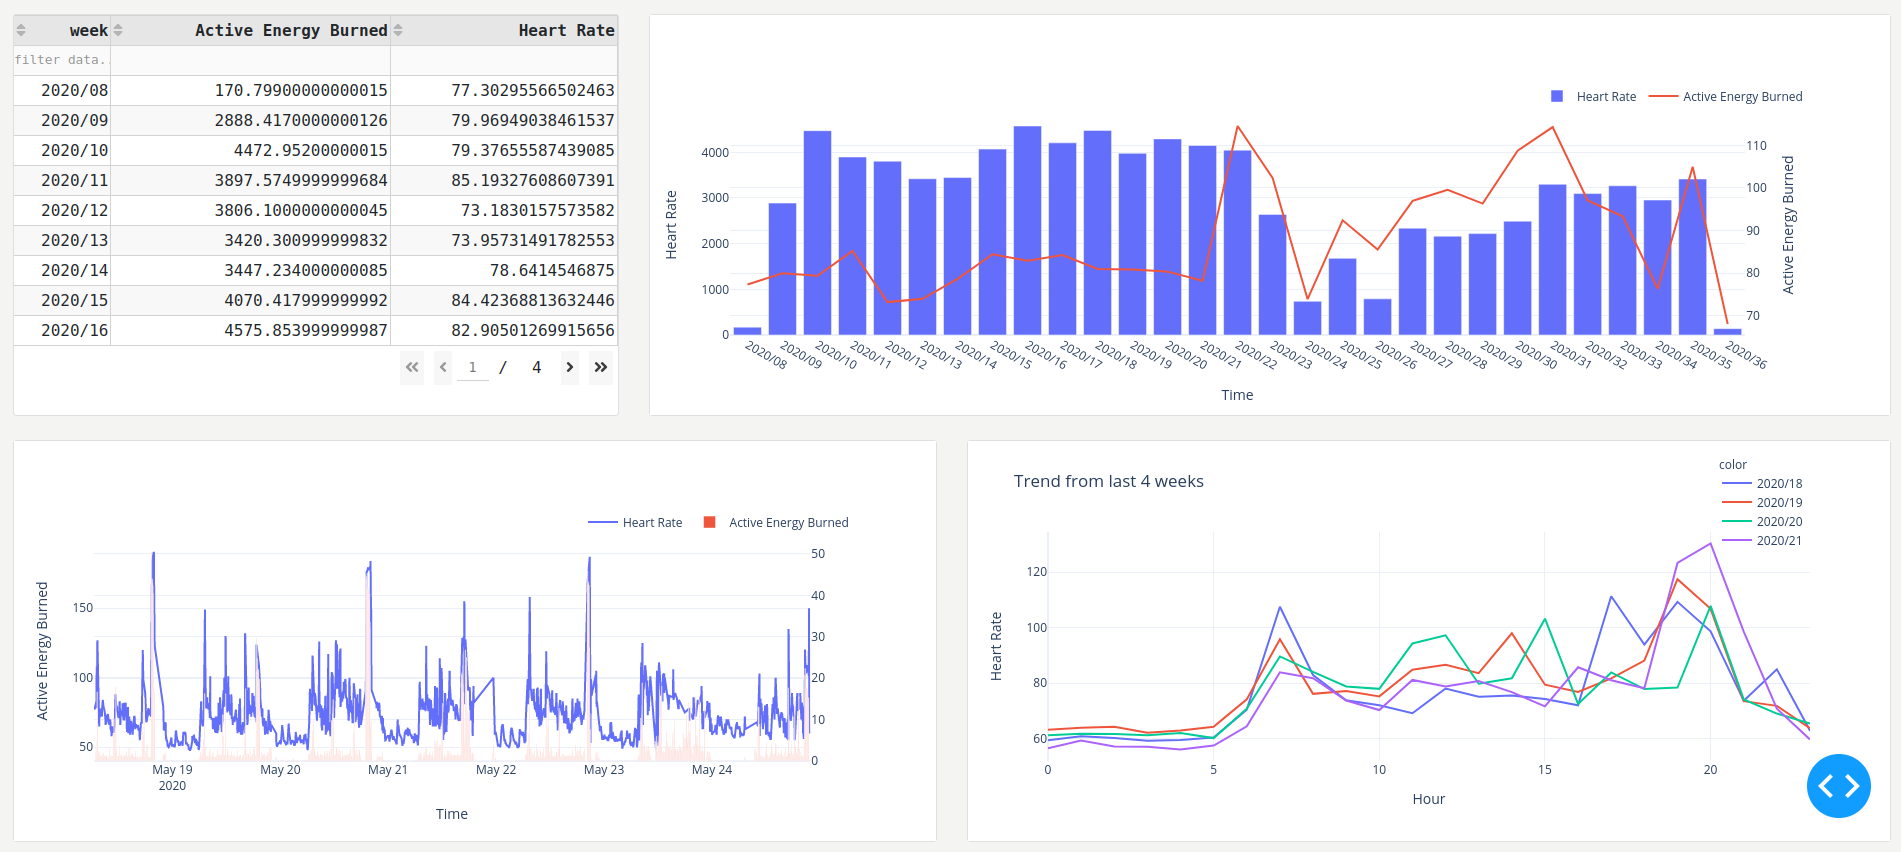 week Active Energy Burned Heart Rate
filter data..
2020/08 170.79900000000015 77.30295566502463
2020/09 2888.4170000000126 79.96949038461537
2020/10 4472.95200000015 79.37655587439085
2020/11 3897.5749999999684 85.19327608607391
2020/12 3806.1000000000045 73.1830157573582
2020/13 3420.300999999832 73.95731491782553
2020/14 3447.234000000085 78.6414546875
2020/15 4070.417999999992 84.42368813632446
2020/16 4575.853999999987 82.90501269915656
1 / 4
Heart Rate Active Energy Burned
4000
3000
2000
1000
0
Heart Rate
110
100
90
80
70
Active Energy Burned
2020/08 2020/09 2020/10 2020/11 2020/12 2020/13 2020/14 2020/15 2020/16 2020/17 2020/18 2020/19 2020/20 2020/21 2020/22 2020/23 2020/24 2020/25 2020/26 2020/27 2020/28 2020/29 2020/30 2020/31 2020/32 2020/33 2020/34 2020/35 2020/36
Time
Heart Rate Active Energy Burned
150
100
50
Active Energy Burned
50
40
30
20
10
0
May 19 May 20 May 21 May 22 May 23 May 24
2020
Time
Trend from last 4 weeks
color
2020/18
2020/19
2020/20
2020/21
120
100
80
60
Heart Rate
0 5 10 15 20
Hour